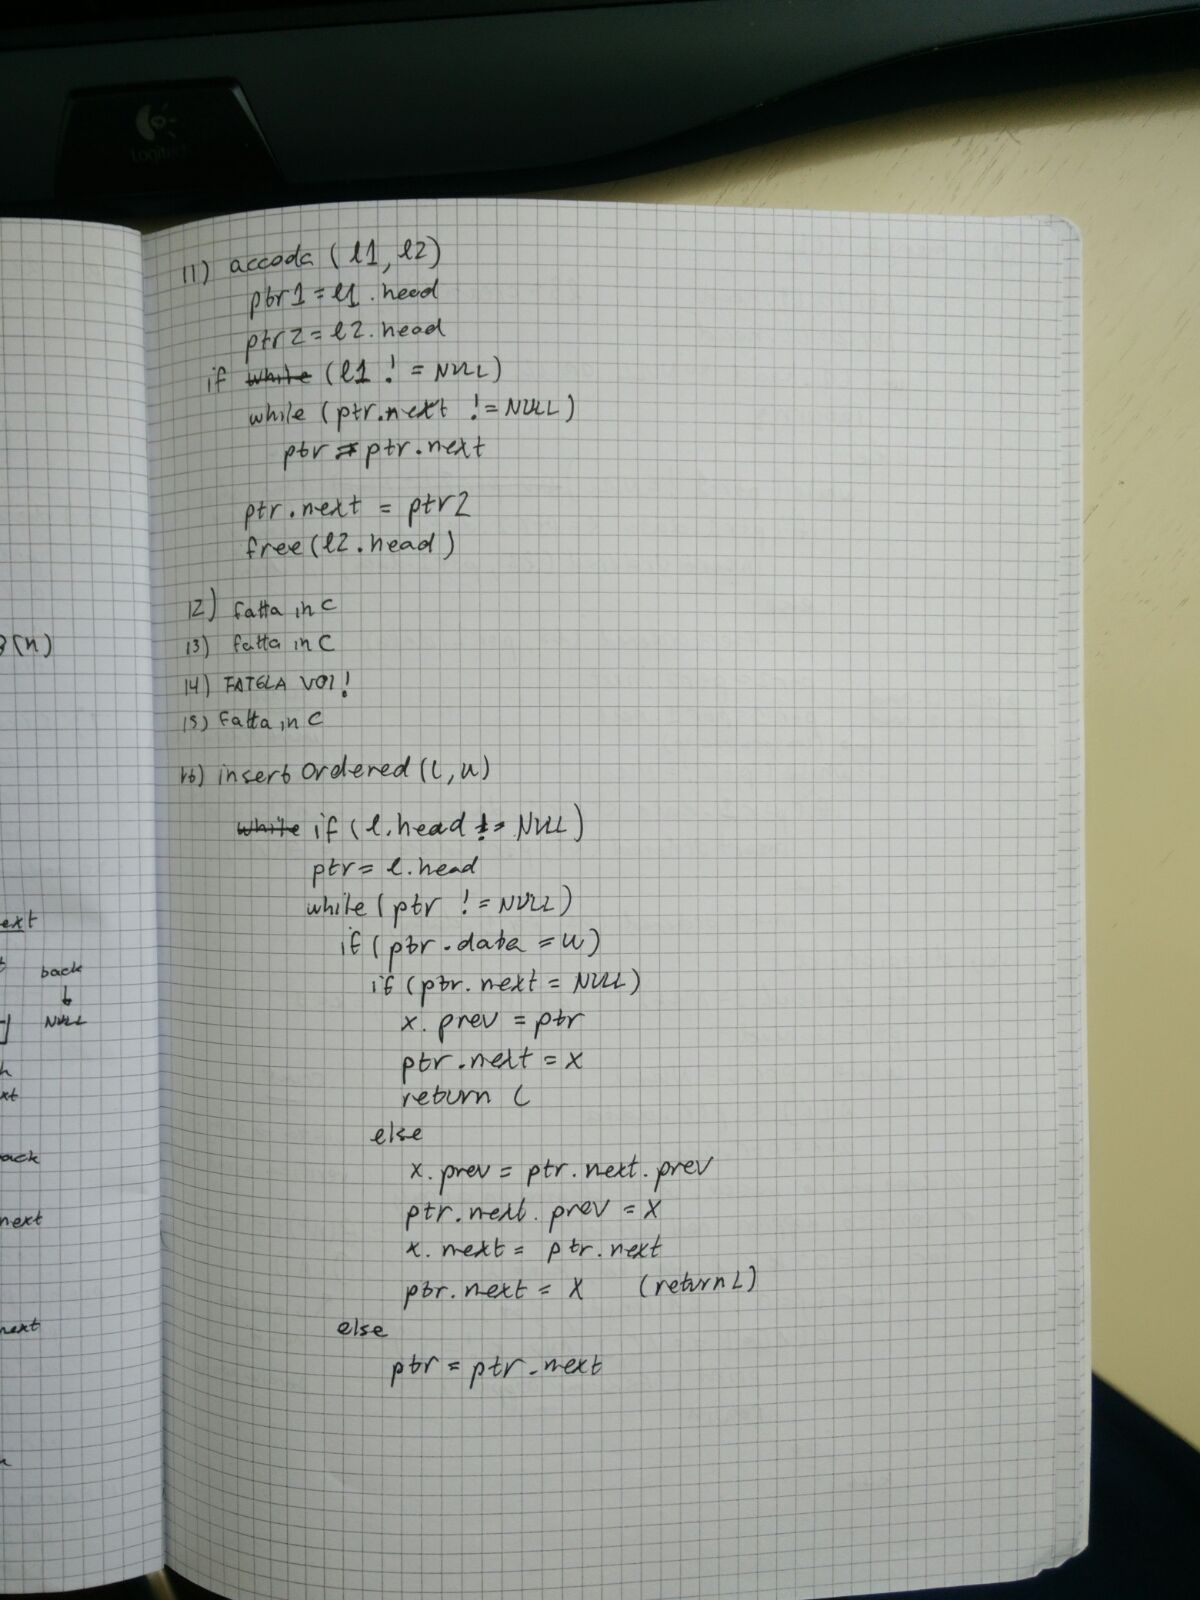 Logitech
11) accoda (l1, l2)
ptr1 = l1.head
ptr2 = l2.head
if while (l1 != NULL)
while (ptr.next != NULL)
ptr = ptr.next
ptr.next = ptr2
free(l2.head)
12) fatta in C
13) fatta in C
14) FATELA VOI!
15) Fatta in C
16) insert Ordered (L, u)
while if (l.head != NULL)
ptr = l.head
while (ptr != NULL)
if (ptr.data = u)
if (ptr.next = NULL)
x.prev = ptr
ptr.next = x
return L
else
x.prev = ptr.next.prev
ptr.next.prev = x
x.next = ptr.next
ptr.next = x (return L)
else
ptr = ptr.next
(n)
ext
back
NULL
xt
ack
next
next